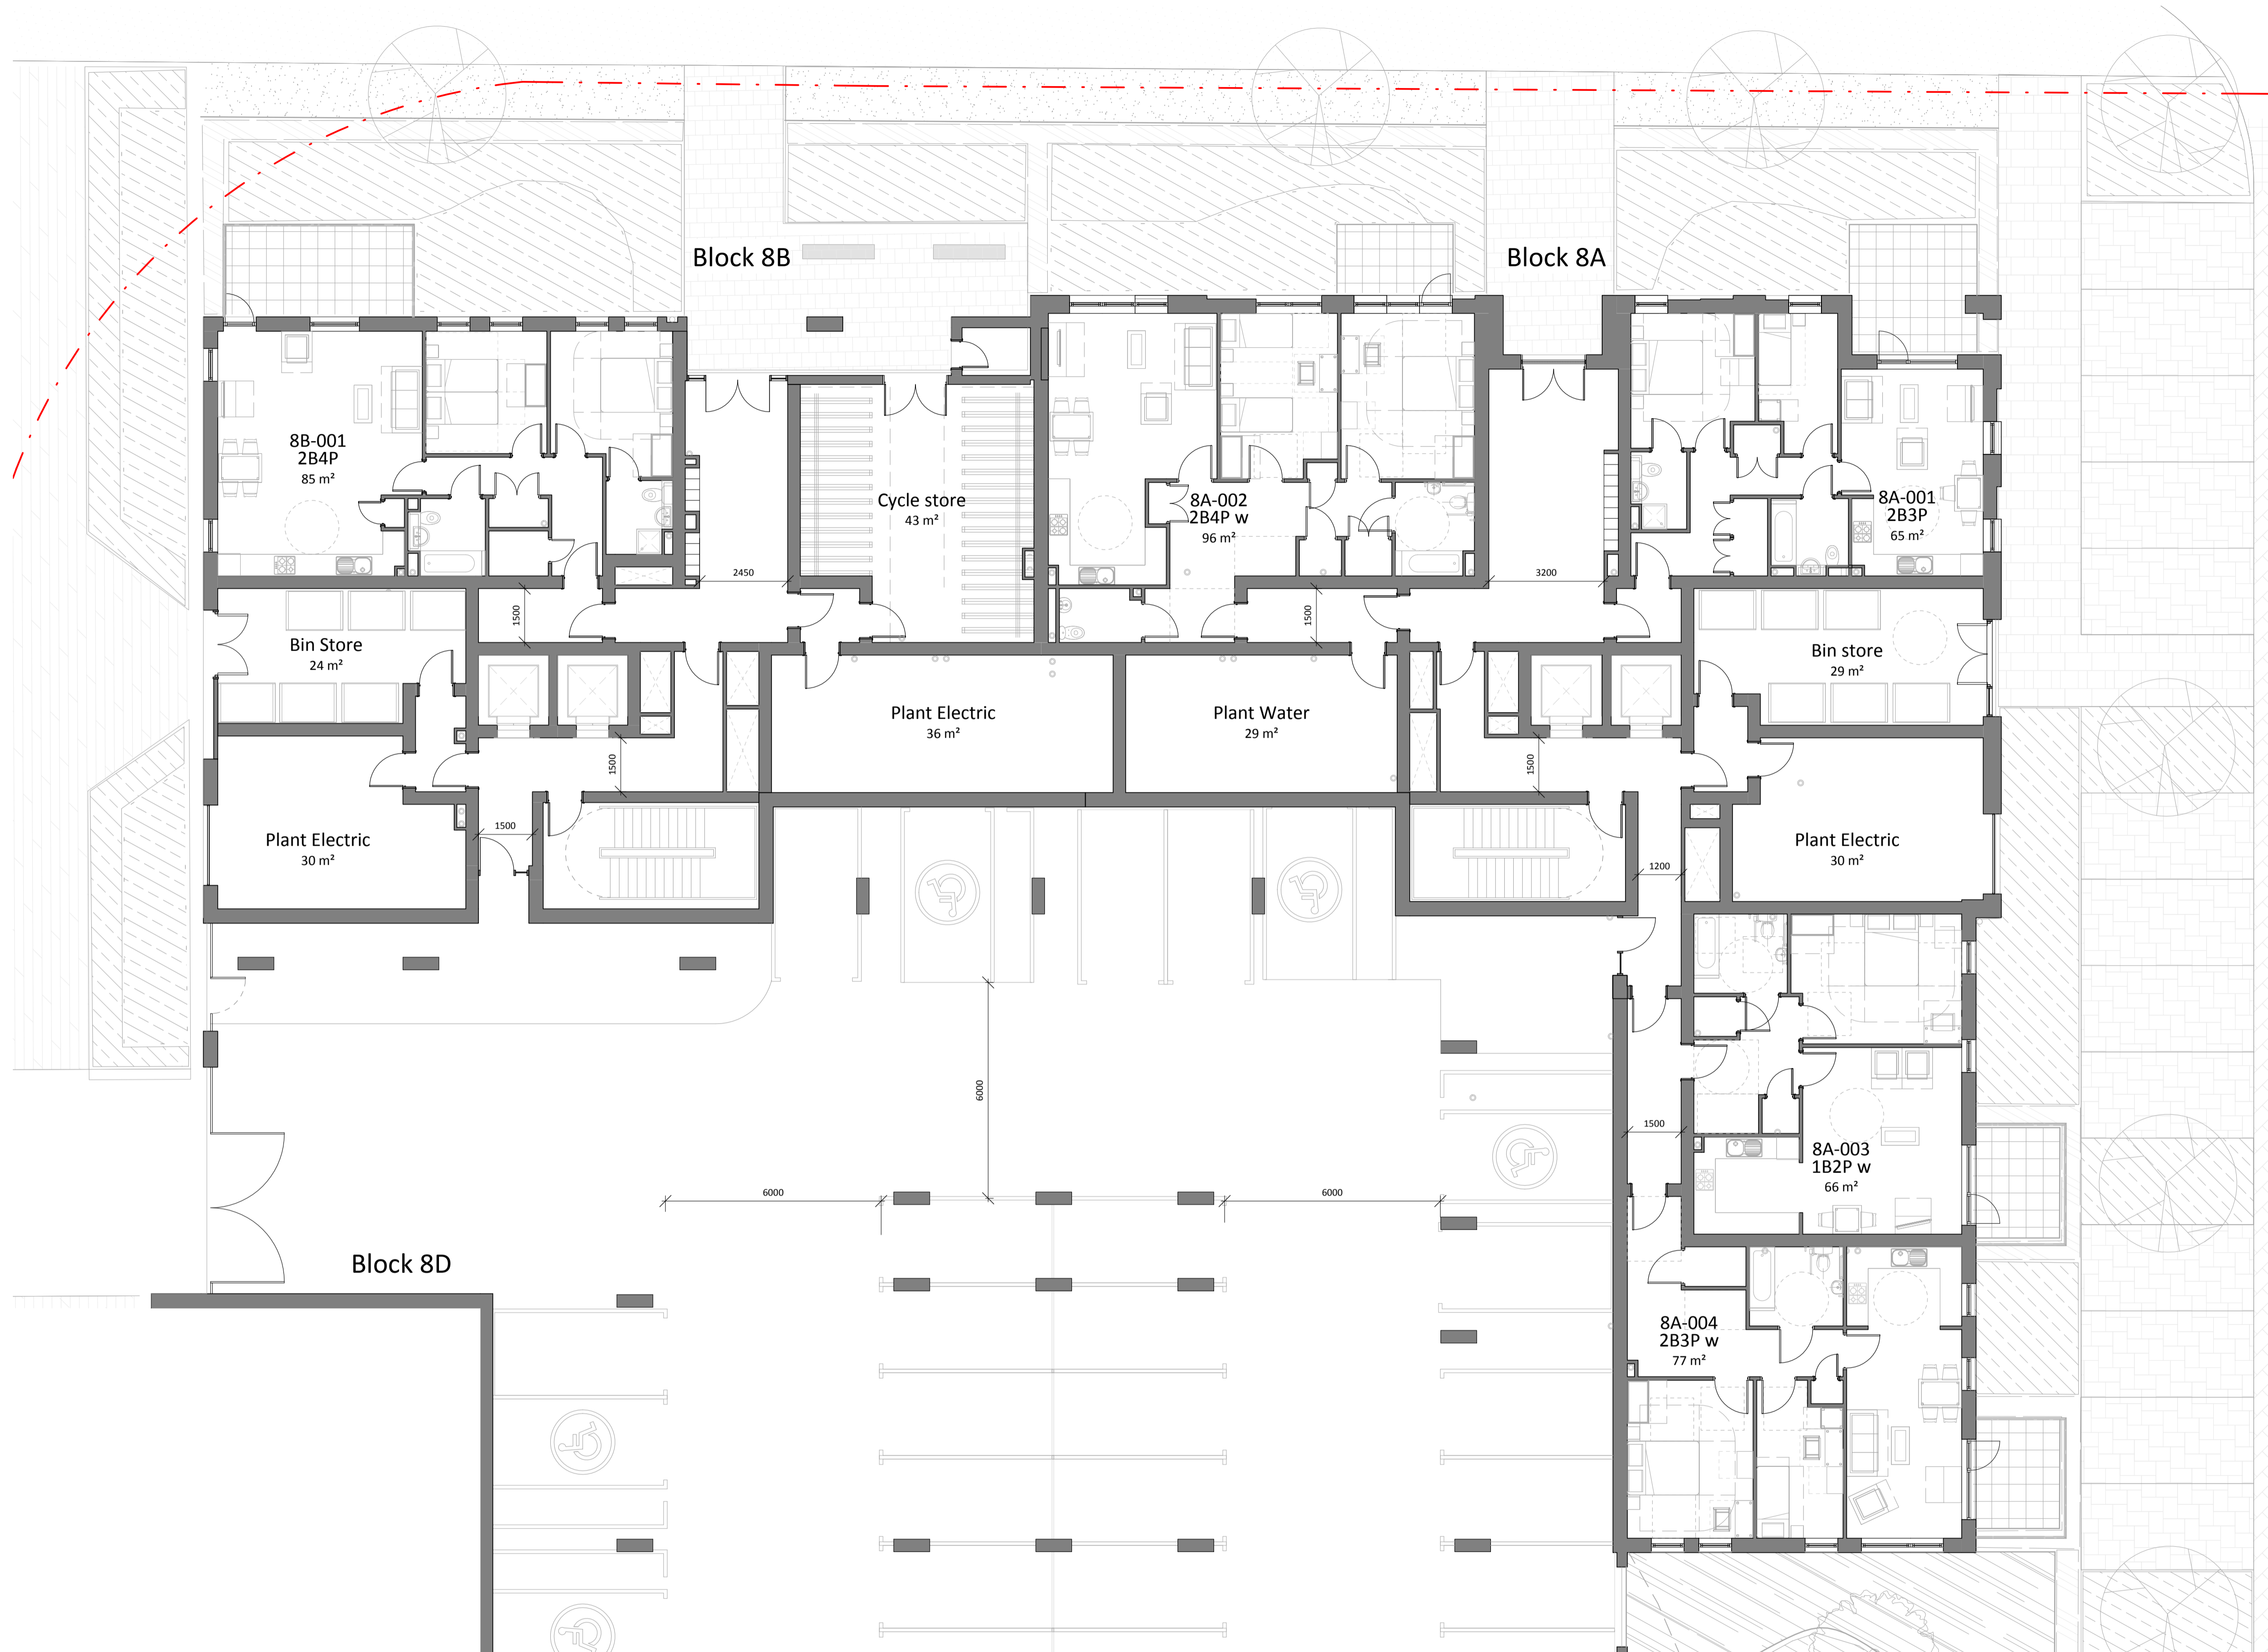 Block 8B
Block 8A
8B-001
2B4P
85 m²
Cycle store
43 m²
8A-002
2B4P w
96 m²
8A-001
2B3P
65 m²
2450
3200
1500
1500
Bin Store
24 m²
Bin store
29 m²
Plant Electric
36 m²
Plant Water
29 m²
1500
1500
1500
Plant Electric
30 m²
Plant Electric
30 m²
1200
6000
1500
8A-003
1B2P w
66 m²
6000
6000
Block 8D
8A-004
2B3P w
77 m²